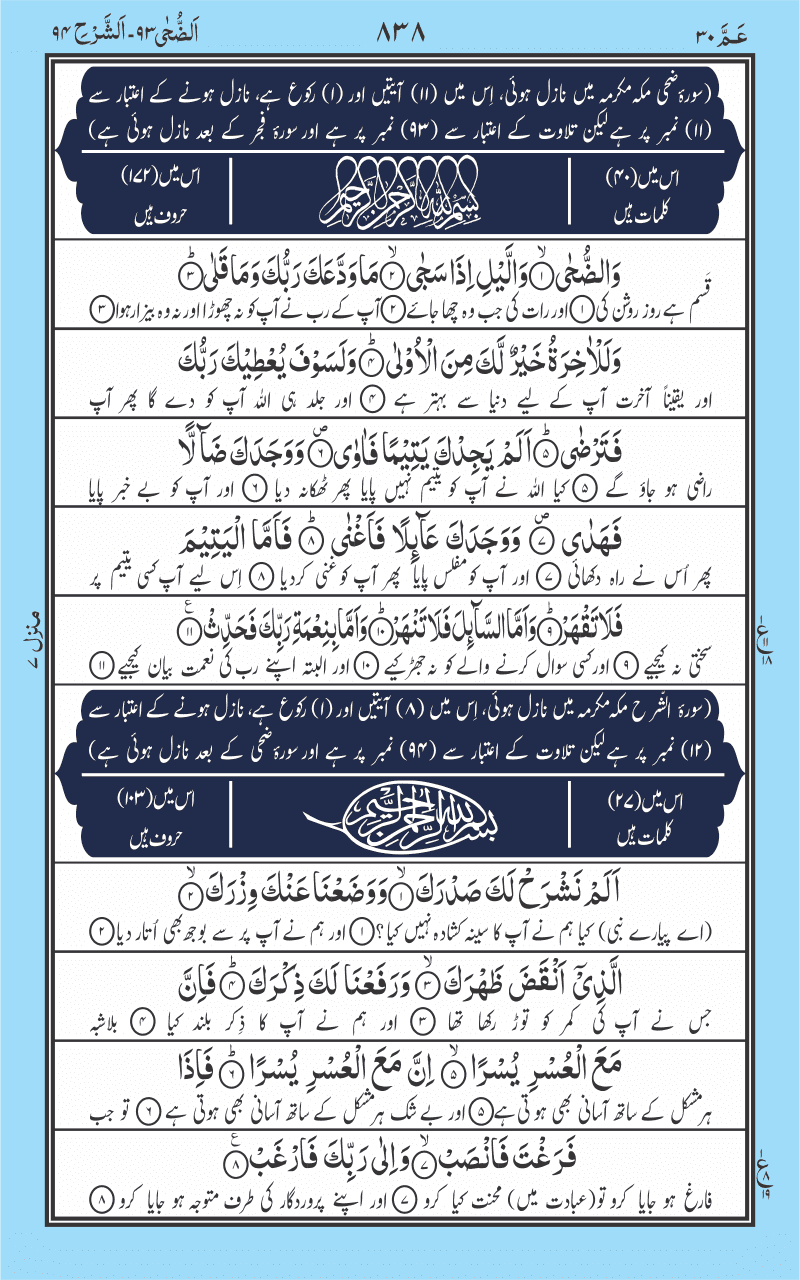 عَمَّ ٣٠
٨٣٨
اَلضُّحٰى ٩٣ - اَلشَّرْحِ ٩٤
(سورۂ ضحی مکہ مکرمہ میں نازل ہوئی، اِس میں (۱۱) آیتیں اور (۱) رکوع ہے، نازل ہونے کے اعتبار سے
(۱۱) نمبر پر ہے لیکن تلاوت کے اعتبار سے (۹۳) نمبر پر ہے اور سورۂ فجر کے بعد نازل ہوئی ہے)
اس میں (۴۰) کلمات ہیں
بِسْمِ اللّٰهِ الرَّحْمٰنِ الرَّحِيْمِ
اس میں (۱۷۲) حروف ہیں
وَالضُّحٰى ۙ﴿١﴾ وَالَّيْلِ اِذَا سَجٰى ۙ﴿٢﴾ مَا وَدَّعَكَ رَبُّكَ وَمَا قَلٰى ؕ﴿٣﴾
قَسم ہے روز روشن کی ﴿۱﴾ اور رات کی جب وہ چھا جائے ﴿۲﴾ آپ کے رب نے آپ کو نہ چھوڑا اور نہ وہ بیزار ہوا ﴿۳﴾
وَلَلْاٰخِرَةُ خَيْرٌ لَّكَ مِنَ الْاُوْلٰى ؕ﴿٤﴾ وَلَسَوْفَ يُعْطِيْكَ رَبُّكَ
اور یقیناً آخرت آپ کے لیے دنیا سے بہتر ہے ﴿۴﴾ اور جلد ہی اللہ آپ کو دے گا پھر آپ
فَتَرْضٰى ؕ﴿٥﴾ اَلَمْ يَجِدْكَ يَتِيْمًا فَاٰوٰى ۪﴿٦﴾ وَوَجَدَكَ ضَآلًّا
راضی ہو جاؤ گے ﴿۵﴾ کیا اللہ نے آپ کو یتیم نہیں پایا پھر ٹھکانہ دیا ﴿۶﴾ اور آپ کو بے خبر پایا
فَهَدٰى ۪﴿٧﴾ وَوَجَدَكَ عَآئِلًا فَاَغْنٰى ؕ﴿٨﴾ فَاَمَّا الْيَتِيْمَ
پھر اُس نے راہ دکھائی ﴿۷﴾ اور آپ کو مفلس پایا پھر آپ کو غنی کر دیا ﴿۸﴾ اِس لیے آپ کسی یتیم پر
فَلَا تَقْهَرْ ؕ﴿٩﴾ وَاَمَّا السَّآئِلَ فَلَا تَنْهَرْ ؕ﴿١٠﴾ وَاَمَّا بِنِعْمَةِ رَبِّكَ فَحَدِّثْ ﴿١١﴾ ع
سختی نہ کیجیے ﴿۹﴾ اور کسی سوال کرنے والے کو نہ جھڑکیے ﴿۱۰﴾ اور البتہ اپنے رب کی نعمت بیان کیجیے ﴿۱۱﴾
ع ١١ ١٨
منزل ۷
(سورۂ الشَّرح مکہ مکرمہ میں نازل ہوئی، اِس میں (۸) آیتیں اور (۱) رکوع ہے، نازل ہونے کے اعتبار سے
(۱۲) نمبر پر ہے لیکن تلاوت کے اعتبار سے (۹۴) نمبر پر ہے اور سورۂ ضحی کے بعد نازل ہوئی ہے)
اس میں (۲۷) کلمات ہیں
بسم الله الرحمن الرحيم
اس میں (۱۰۳) حروف ہیں
اَلَمْ نَشْرَحْ لَكَ صَدْرَكَ ۙ﴿١﴾ وَوَضَعْنَا عَنْكَ وِزْرَكَ ۙ﴿٢﴾
(اے پیارے نبی) کیا ہم نے آپ کا سینہ کشادہ نہیں کیا؟ ﴿۱﴾ اور ہم نے آپ پر سے بوجھ بھی اُتار دیا ﴿۲﴾
الَّذِىْٓ اَنْقَضَ ظَهْرَكَ ۙ﴿٣﴾ وَرَفَعْنَا لَكَ ذِكْرَكَ ؕ﴿٤﴾ فَاِنَّ
جس نے آپ کی کمر کو توڑ رکھا تھا ﴿۳﴾ اور ہم نے آپ کا ذِکر بلند کیا ﴿۴﴾ بلاشبہ
مَعَ الْعُسْرِ يُسْرًا ۙ﴿٥﴾ اِنَّ مَعَ الْعُسْرِ يُسْرًا ؕ﴿٦﴾ فَاِذَا
ہر مشکل کے ساتھ آسانی بھی ہوتی ہے ﴿۵﴾ اور بے شک ہر مشکل کے ساتھ آسانی بھی ہوتی ہے ﴿۶﴾ تو جب
فَرَغْتَ فَانْصَبْ ۙ﴿٧﴾ وَاِلٰى رَبِّكَ فَارْغَبْ ﴿٨﴾ ع
فارغ ہو جایا کرو تو (عبادت میں) محنت کیا کرو ﴿۷﴾ اور اپنے پروردگار کی طرف متوجہ ہو جایا کرو ﴿۸﴾
ع ٨ ١٩